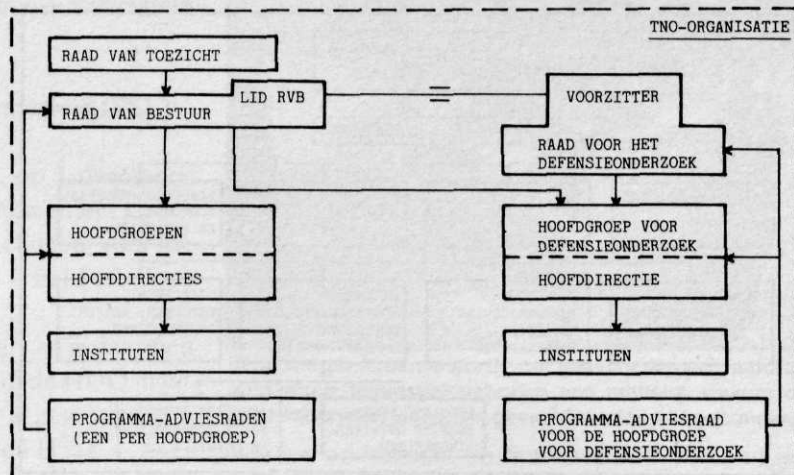 TNO-ORGANISATIE
RAAD VAN TOEZICHT
LID RVB
RAAD VAN BESTUUR
VOORZITTER
RAAD VOOR HET
DEFENSIEONDERZOEK
HOOFDGROEPEN
HOOFDDIRECTIES
HOOFDGROEP VOOR
DEFENSIEONDERZOEK
HOOFDDIRECTIE
INSTITUTEN
INSTITUTEN
PROGRAMMA-ADVIESRADEN
(EEN PER HOOFDGROEP)
PROGRAMMA-ADVIESRAAD
VOOR DE HOOFDGROEP
VOOR DEFENSIEONDERZOEK